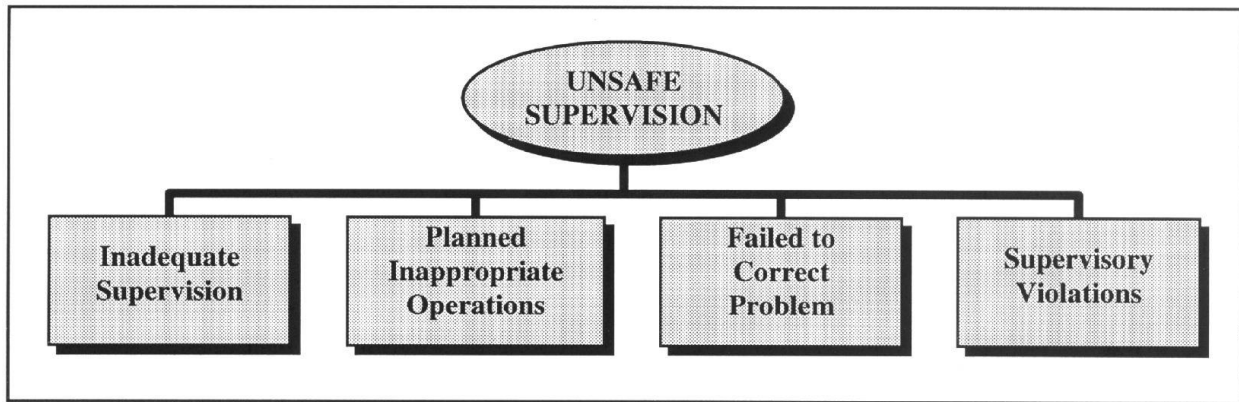 UNSAFE
SUPERVISION
Inadequate
Supervision
Planned
Inappropriate
Operations
Failed to
Correct
Problem
Supervisory
Violations